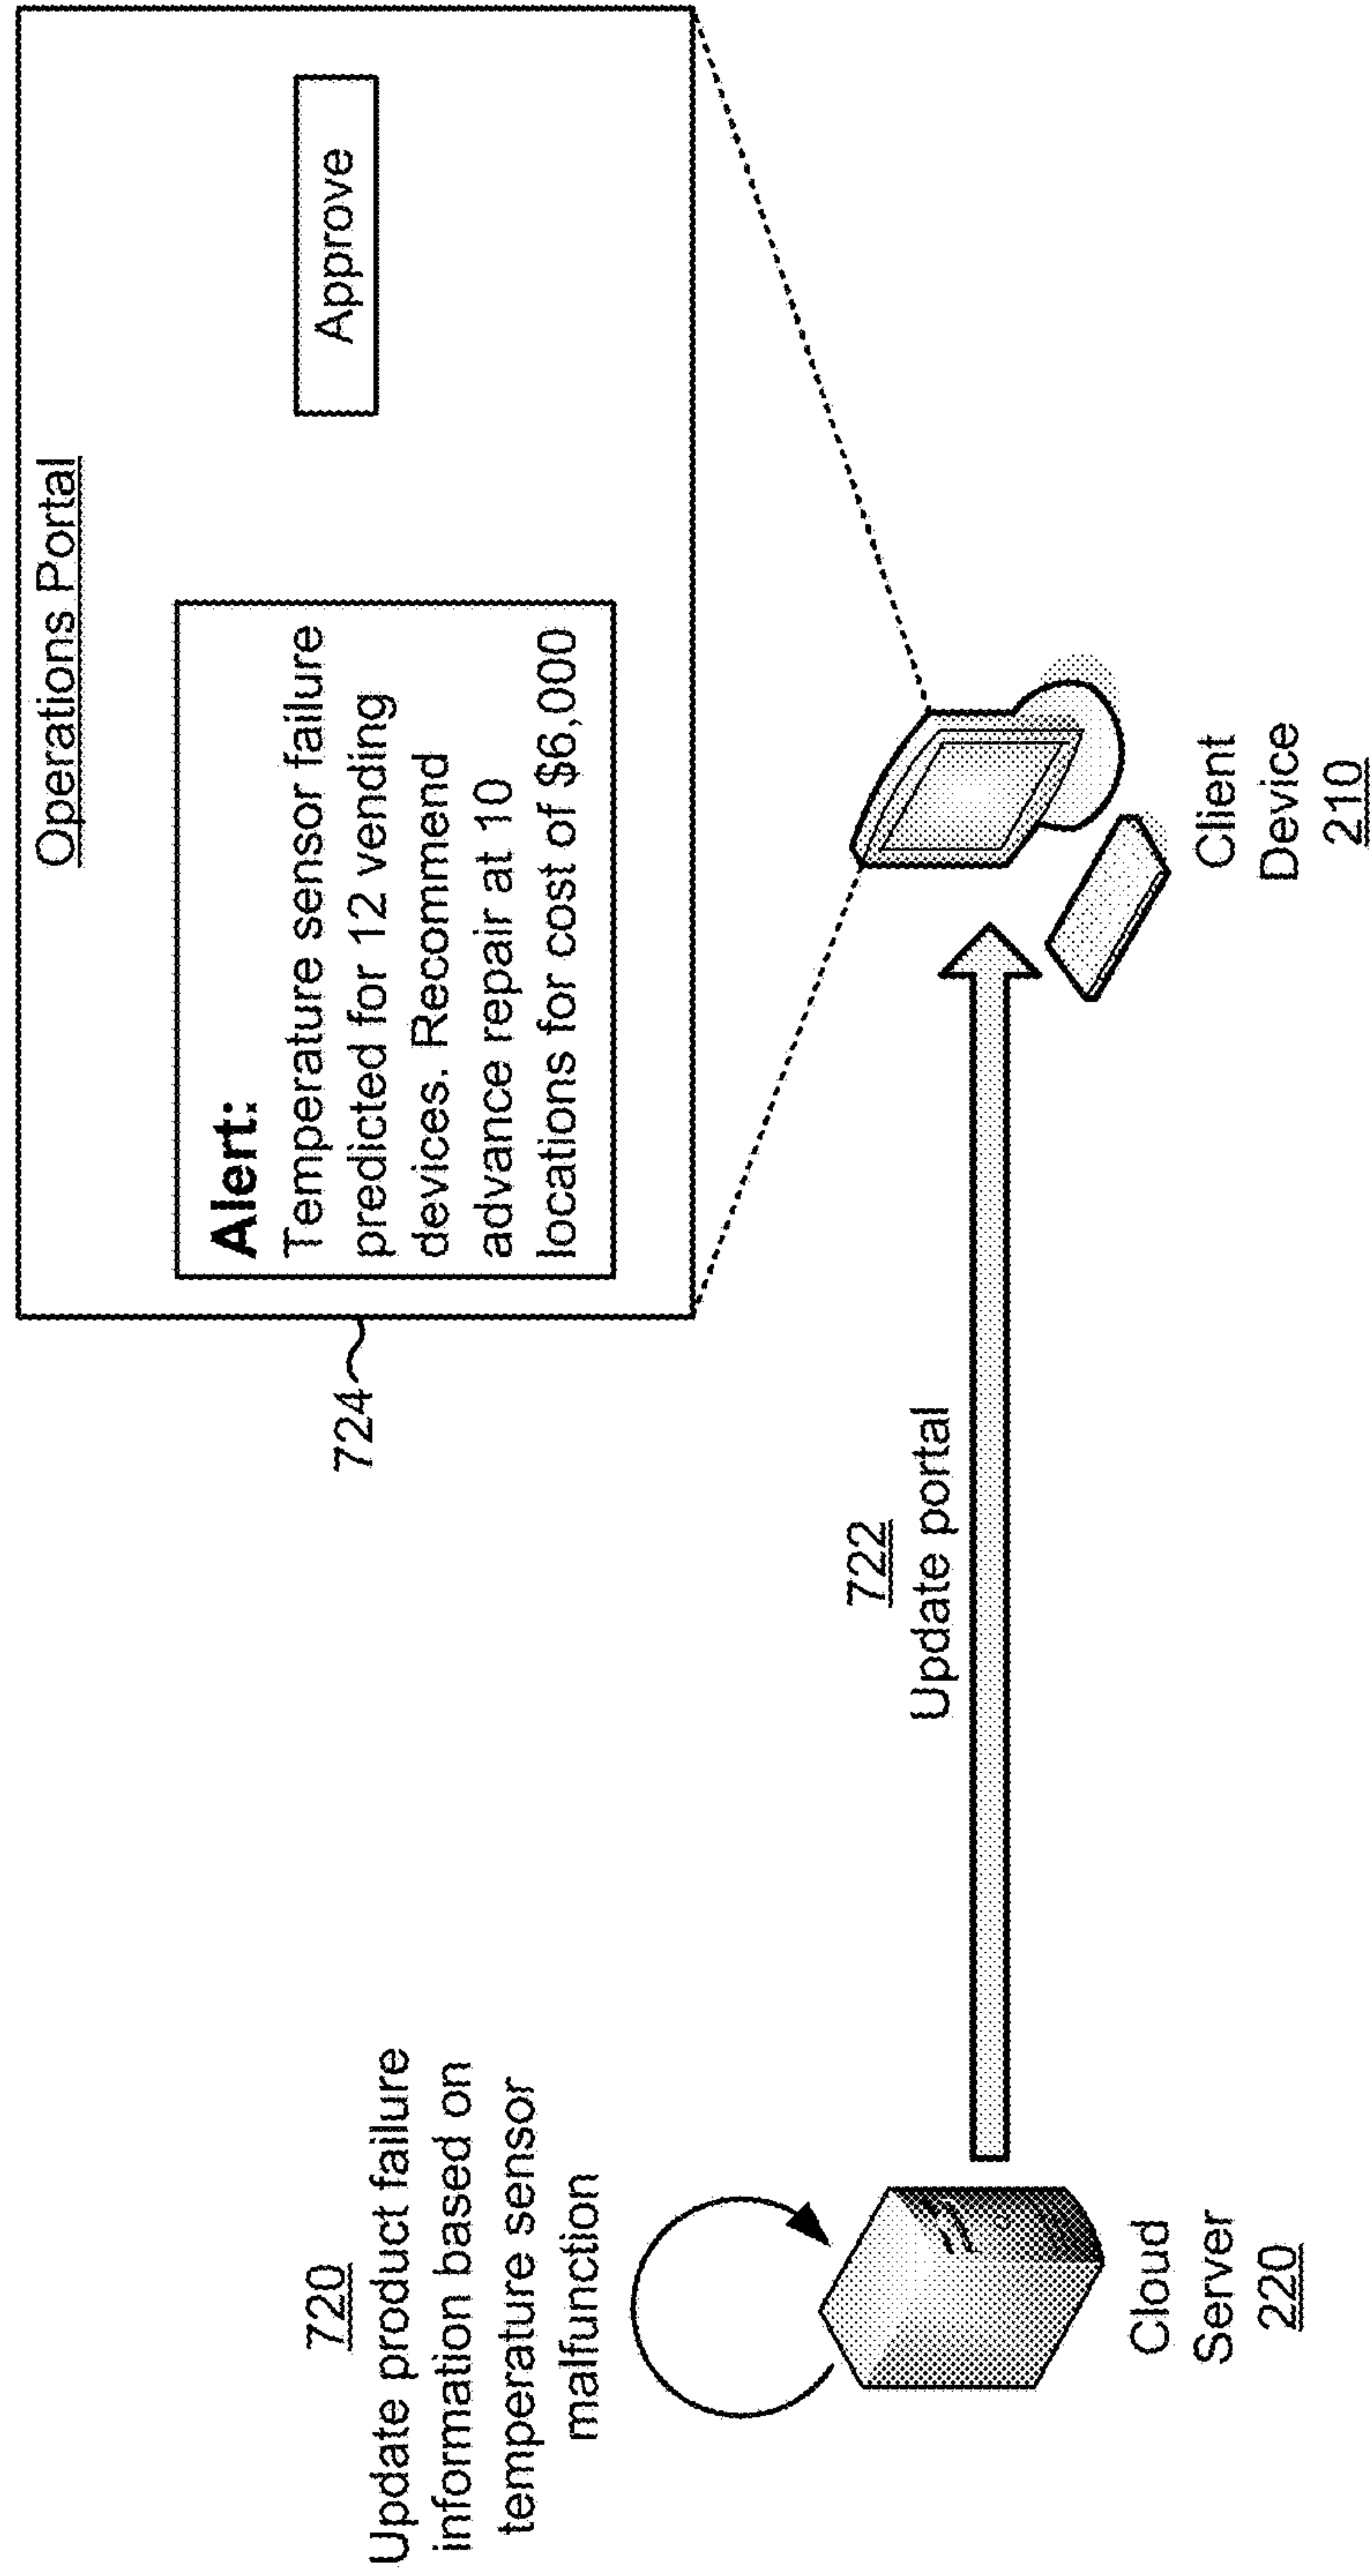 720
Update product failure
information based on
temperature sensor
malfunction
Cloud
Server
220
722
Update portal
724
Operations Portal
Alert:
Temperature sensor failure
predicted for 12 vending
devices. Recommend
advance repair at 10
locations for cost of $6,000
Approve
Client
Device
210